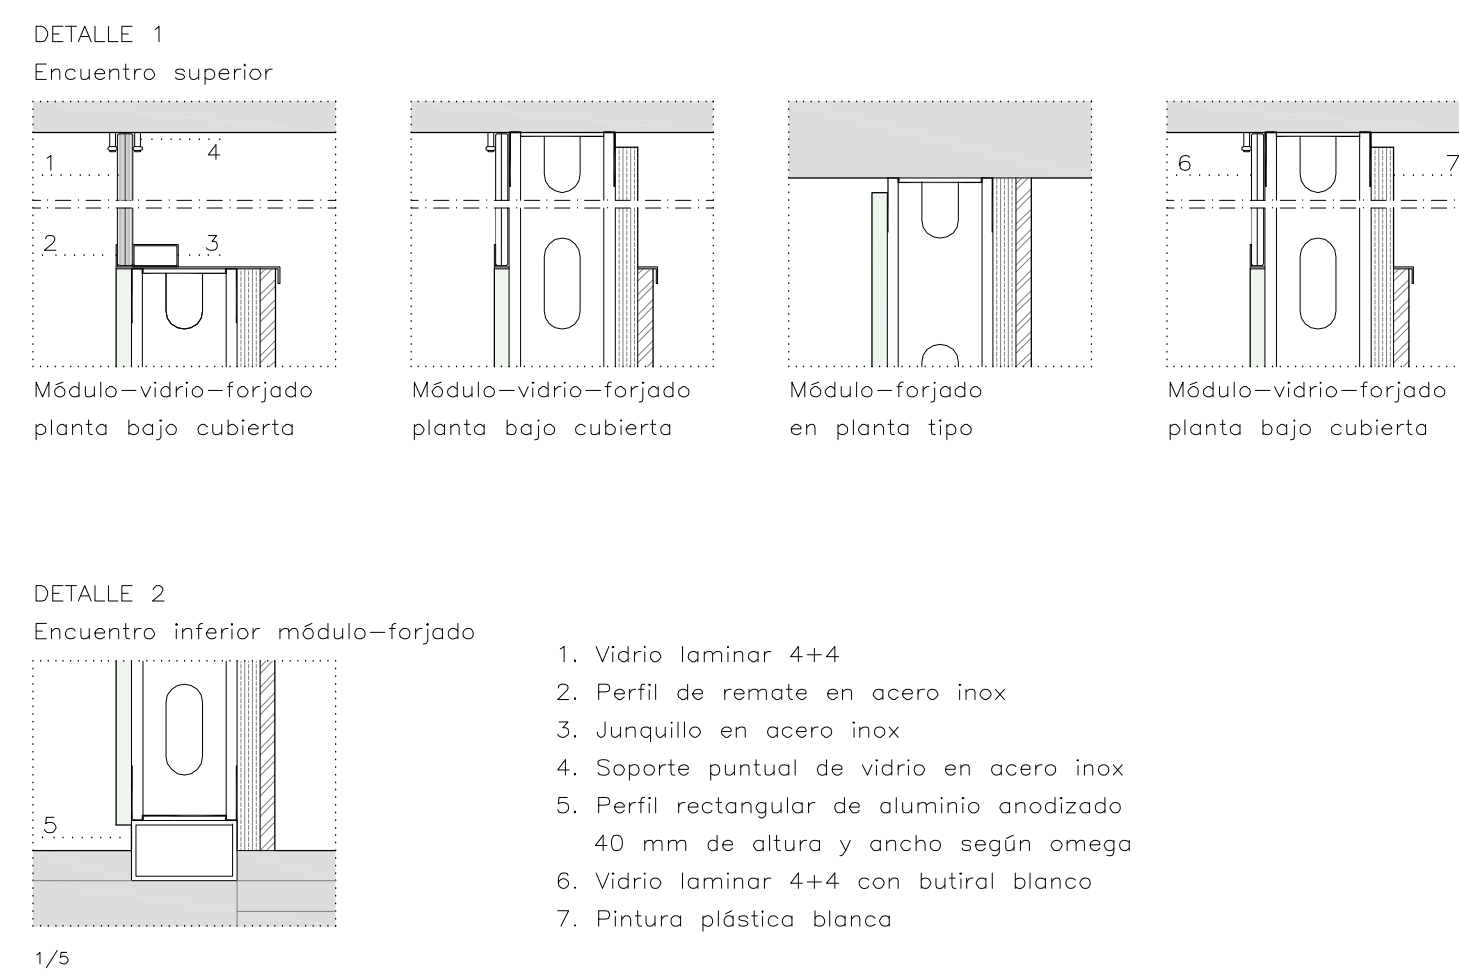 DETALLE 1
Encuentro superior
1
4
2
3
6
7
Módulo-vidrio-forjado
planta bajo cubierta
Módulo-vidrio-forjado
planta bajo cubierta
Módulo-forjado
en planta tipo
Módulo-vidrio-forjado
planta bajo cubierta
DETALLE 2
Encuentro inferior módulo-forjado
5
1. Vidrio laminar 4+4
2. Perfil de remate en acero inox
3. Junquillo en acero inox
4. Soporte puntual de vidrio en acero inox
5. Perfil rectangular de aluminio anodizado
40 mm de altura y ancho según omega
6. Vidrio laminar 4+4 con butiral blanco
7. Pintura plástica blanca
1/5